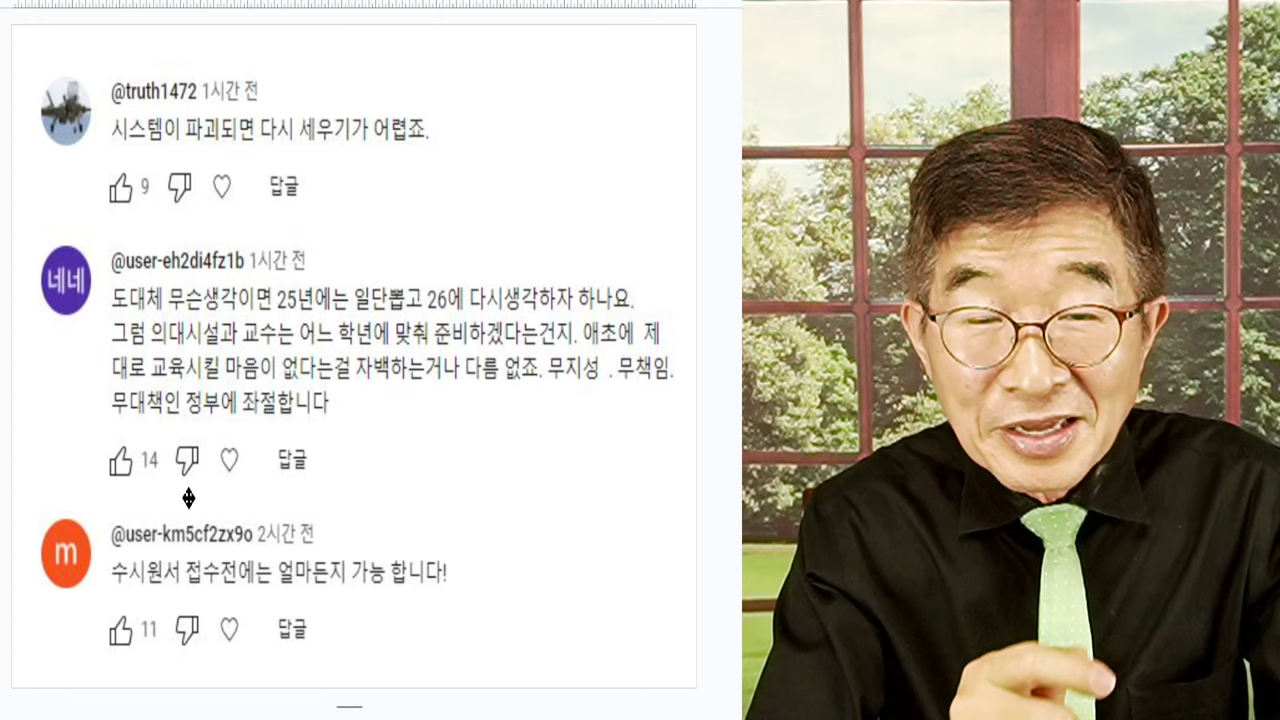 @truth1472 1시간 전
시스템이 파괴되면 다시 세우기가 어렵죠.
9 답글
네네
@user-eh2di4fz1b 1시간 전
도대체 무슨생각이면 25년에는 일단뽑고 26에 다시생각하자 하나요.
그럼 의대시설과 교수는 어느 학년에 맞춰 준비하겠다는건지. 애초에 제
대로 교육시킬 마음이 없다는걸 자백하는거나 다름 없죠. 무지성 . 무책임.
무대책인 정부에 좌절합니다
14 답글
m
@user-km5cf2zx9o 2시간 전
수시원서 접수전에는 얼마든지 가능 합니다!
11 답글